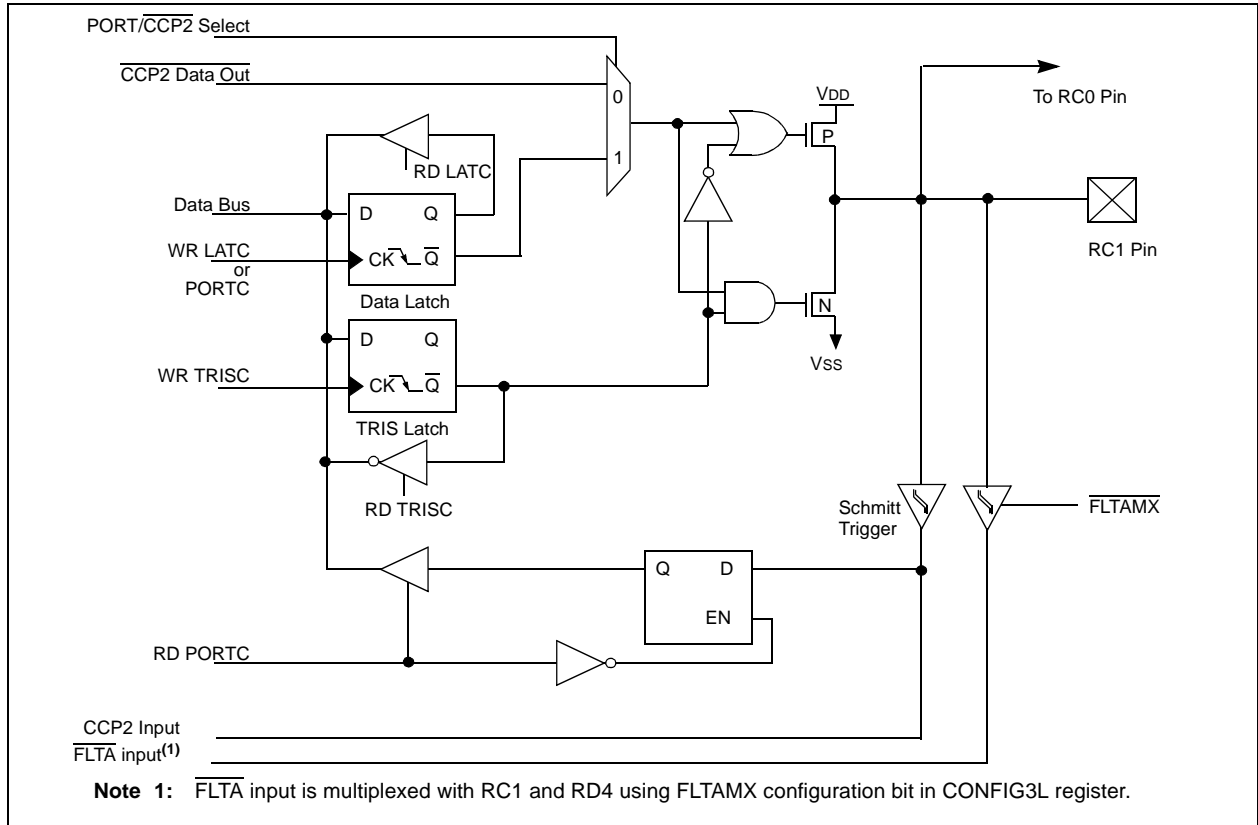 PORT/CCP2 Select
CCP2 Data Out
0
1
VDD
P
To RC0 Pin
RD LATC
Data Bus
D Q
WR LATC
or
PORTC
CK Q
Data Latch
RC1 Pin
N
VSS
D Q
WR TRISC
CK Q
TRIS Latch
RD TRISC
Schmitt
Trigger
FLTAMX
Q D
EN
RD PORTC
CCP2 Input
FLTA input(1)
Note 1: FLTA input is multiplexed with RC1 and RD4 using FLTAMX configuration bit in CONFIG3L register.